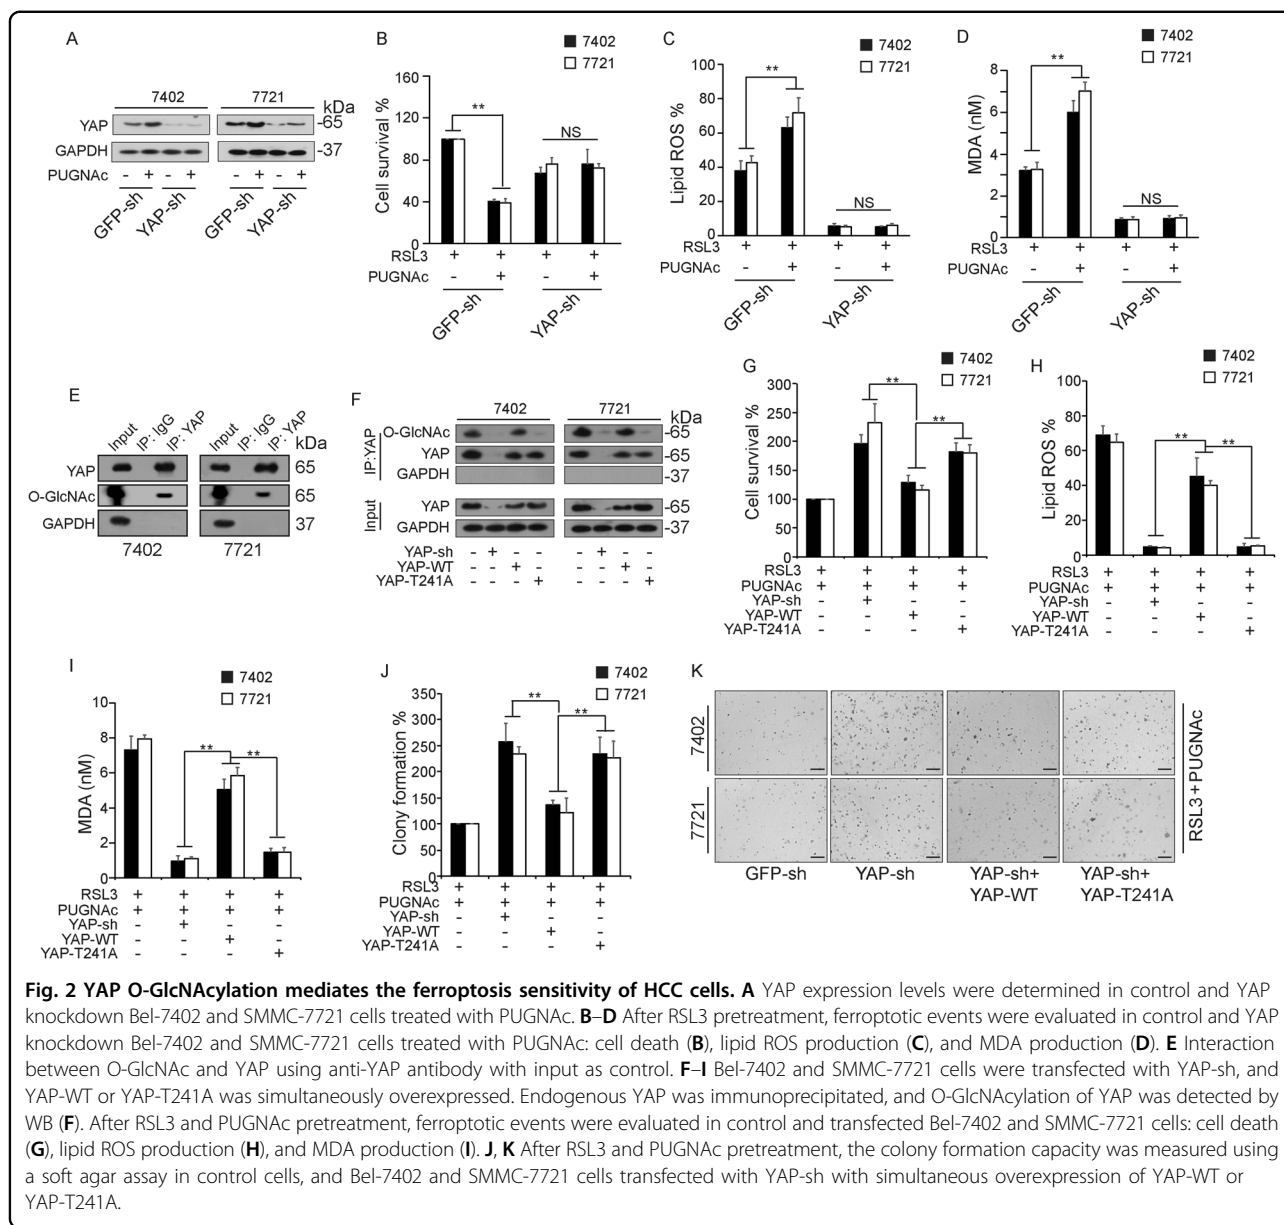 A
7402
7721
kDa
YAP
-65
GAPDH
-37
PUGNAc - + - + - + - +
GFP-sh YAP-sh GFP-sh YAP-sh
B
7402
7721
Cell survival %
160
120
80
40
0
**
NS
RSL3 + + + +
PUGNAc - + - +
GFP-sh YAP-sh
C
7402
7721
Lipid ROS %
100
80
60
40
20
0
**
NS
RSL3 + + + +
PUGNAc - + - +
GFP-sh YAP-sh
D
7402
7721
MDA (nM)
8
6
4
2
0
**
NS
RSL3 + + + +
PUGNAc - + - +
GFP-sh YAP-sh
E
Input IP: IgG IP: YAP Input IP: IgG IP: YAP
kDa
YAP 65
O-GlcNAc 65
GAPDH 37
7402 7721
F
7402 7721
kDa
IP:YAP
O-GlcNAc -65
YAP -65
GAPDH -37
Input
YAP -65
GAPDH -37
YAP-sh - + - - - + - -
YAP-WT - - + - - - + -
YAP-T241A - - - + - - - +
G
7402
7721
Cell survival %
300
250
200
150
100
50
0
**
**
RSL3 + + + +
PUGNAc + + + +
YAP-sh - + - -
YAP-WT - - + -
YAP-T241A - - - +
H
7402
7721
Lipid ROS %
100
80
60
40
20
0
**
**
RSL3 + + + +
PUGNAc + + + +
YAP-sh - + - -
YAP-WT - - + -
YAP-T241A - - - +
I
7402
7721
MDA (nM)
10
8
6
4
2
0
**
**
RSL3 + + + +
PUGNAc + + + +
YAP-sh - + - -
YAP-WT - - + -
YAP-T241A - - - +
J
7402
7721
Clony formation %
350
300
250
200
150
100
50
0
**
**
RSL3 + + + +
PUGNAc + + + +
YAP-sh - + - -
YAP-WT - - + -
YAP-T241A - - - +
K
7402
7721
RSL3+PUGNAc
GFP-sh YAP-sh YAP-sh+ YAP-sh+
YAP-WT YAP-T241A
Fig. 2 YAP O-GlcNAcylation mediates the ferroptosis sensitivity of HCC cells. A YAP expression levels were determined in control and YAP
knockdown Bel-7402 and SMMC-7721 cells treated with PUGNAc. B–D After RSL3 pretreatment, ferroptotic events were evaluated in control and YAP
knockdown Bel-7402 and SMMC-7721 cells treated with PUGNAc: cell death (B), lipid ROS production (C), and MDA production (D). E Interaction
between O-GlcNAc and YAP using anti-YAP antibody with input as control. F–I Bel-7402 and SMMC-7721 cells were transfected with YAP-sh, and
YAP-WT or YAP-T241A was simultaneously overexpressed. Endogenous YAP was immunoprecipitated, and O-GlcNAcylation of YAP was detected by
WB (F). After RSL3 and PUGNAc pretreatment, ferroptotic events were evaluated in control and transfected Bel-7402 and SMMC-7721 cells: cell death
(G), lipid ROS production (H), and MDA production (I). J, K After RSL3 and PUGNAc pretreatment, the colony formation capacity was measured using
a soft agar assay in control cells, and Bel-7402 and SMMC-7721 cells transfected with YAP-sh with simultaneous overexpression of YAP-WT or
YAP-T241A.